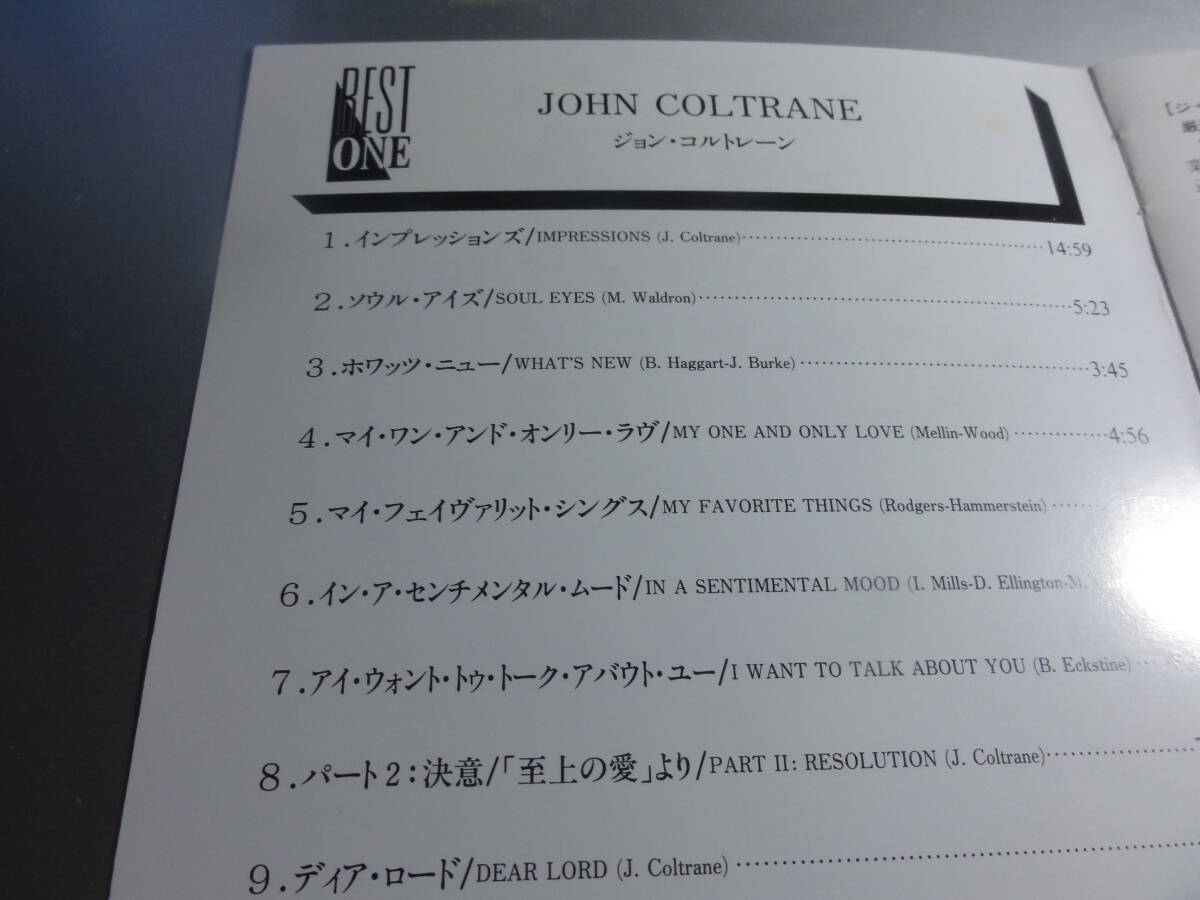 BEST
ONE
JOHN COLTRANE
ジョン・コルトレーン
1.インプレッションズ/IMPRESSIONS (J. Coltrane)……14:59
2.ソウル・アイズ/SOUL EYES (M. Waldron)……5:23
3.ホワッツ・ニュー/WHAT'S NEW (B. Haggart-J. Burke)……3:45
4.マイ・ワン・アンド・オンリー・ラヴ/MY ONE AND ONLY LOVE (Mellin-Wood)……4:56
5.マイ・フェイヴァリット・シングス/MY FAVORITE THINGS (Rodgers-Hammerstein)……
6.イン・ア・センチメンタル・ムード/IN A SENTIMENTAL MOOD (I. Mills-D. Ellington-M.
7.アイ・ウォント・トゥ・トーク・アバウト・ユー/I WANT TO TALK ABOUT YOU (B. Eckstine)……
8.パート2:決意/「至上の愛」より/PART II: RESOLUTION (J. Coltrane)……
9.ディア・ロード/DEAR LORD (J. Coltrane)……